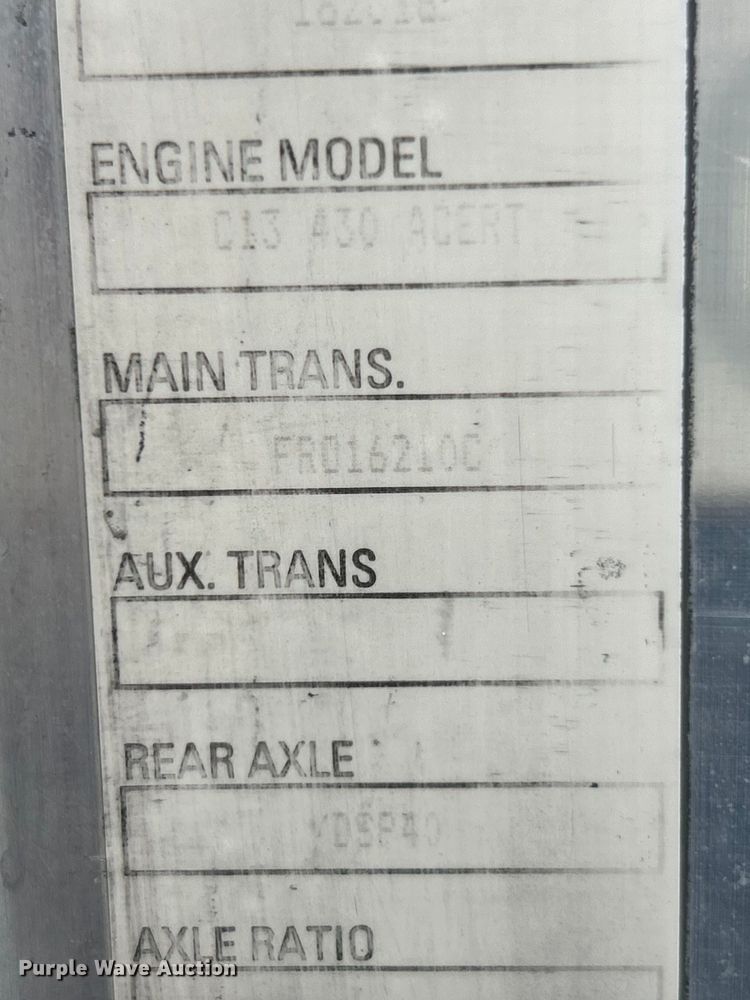 ENGINE MODEL
C13 430 ACERT
MAIN TRANS.
FRO16210C
AUX. TRANS
REAR AXLE
AXLE RATIO
Purple Wave Auction